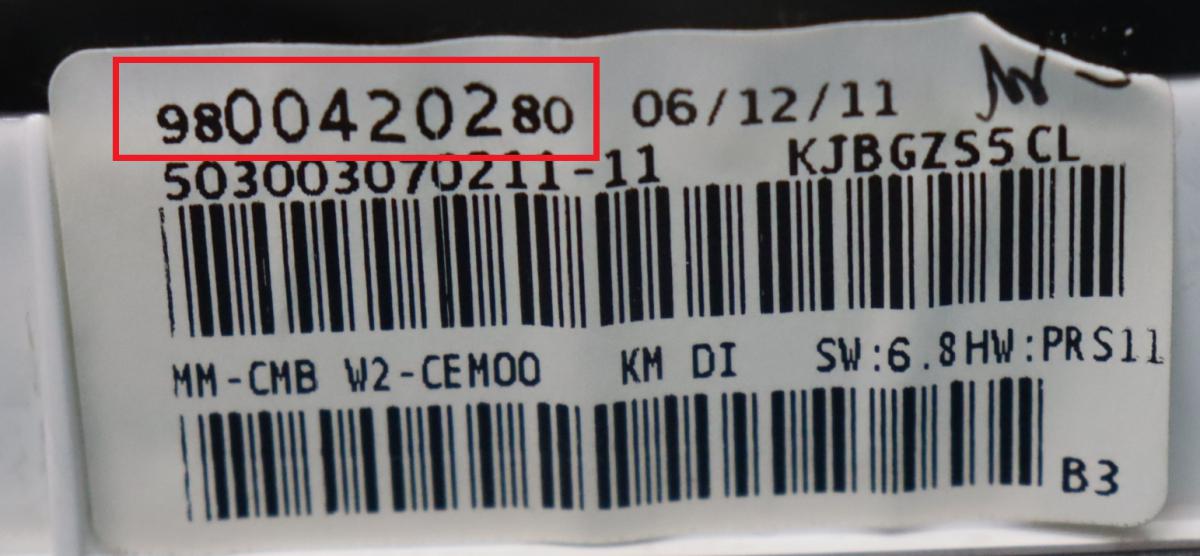 9800420280 06/12/11
503003070211-11 KJBGZS5CL
MM-CMB W2-CEM00 KM DI SW:6.8HW:PRS11
B3